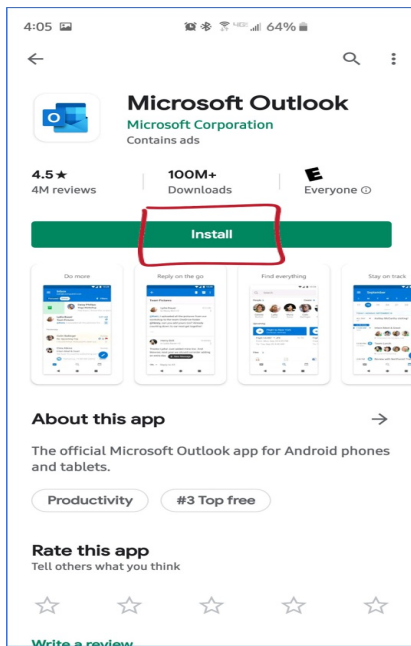 4:05 64%
Microsoft Outlook
Microsoft Corporation
Contains ads
4.5★ 100M+ E
4M reviews Downloads Everyone
Install
Do more Reply on the go Find everything Stay on track
About this app
The official Microsoft Outlook app for Android phones
and tablets.
Productivity #3 Top free
Rate this app
Tell others what you think
Write a review